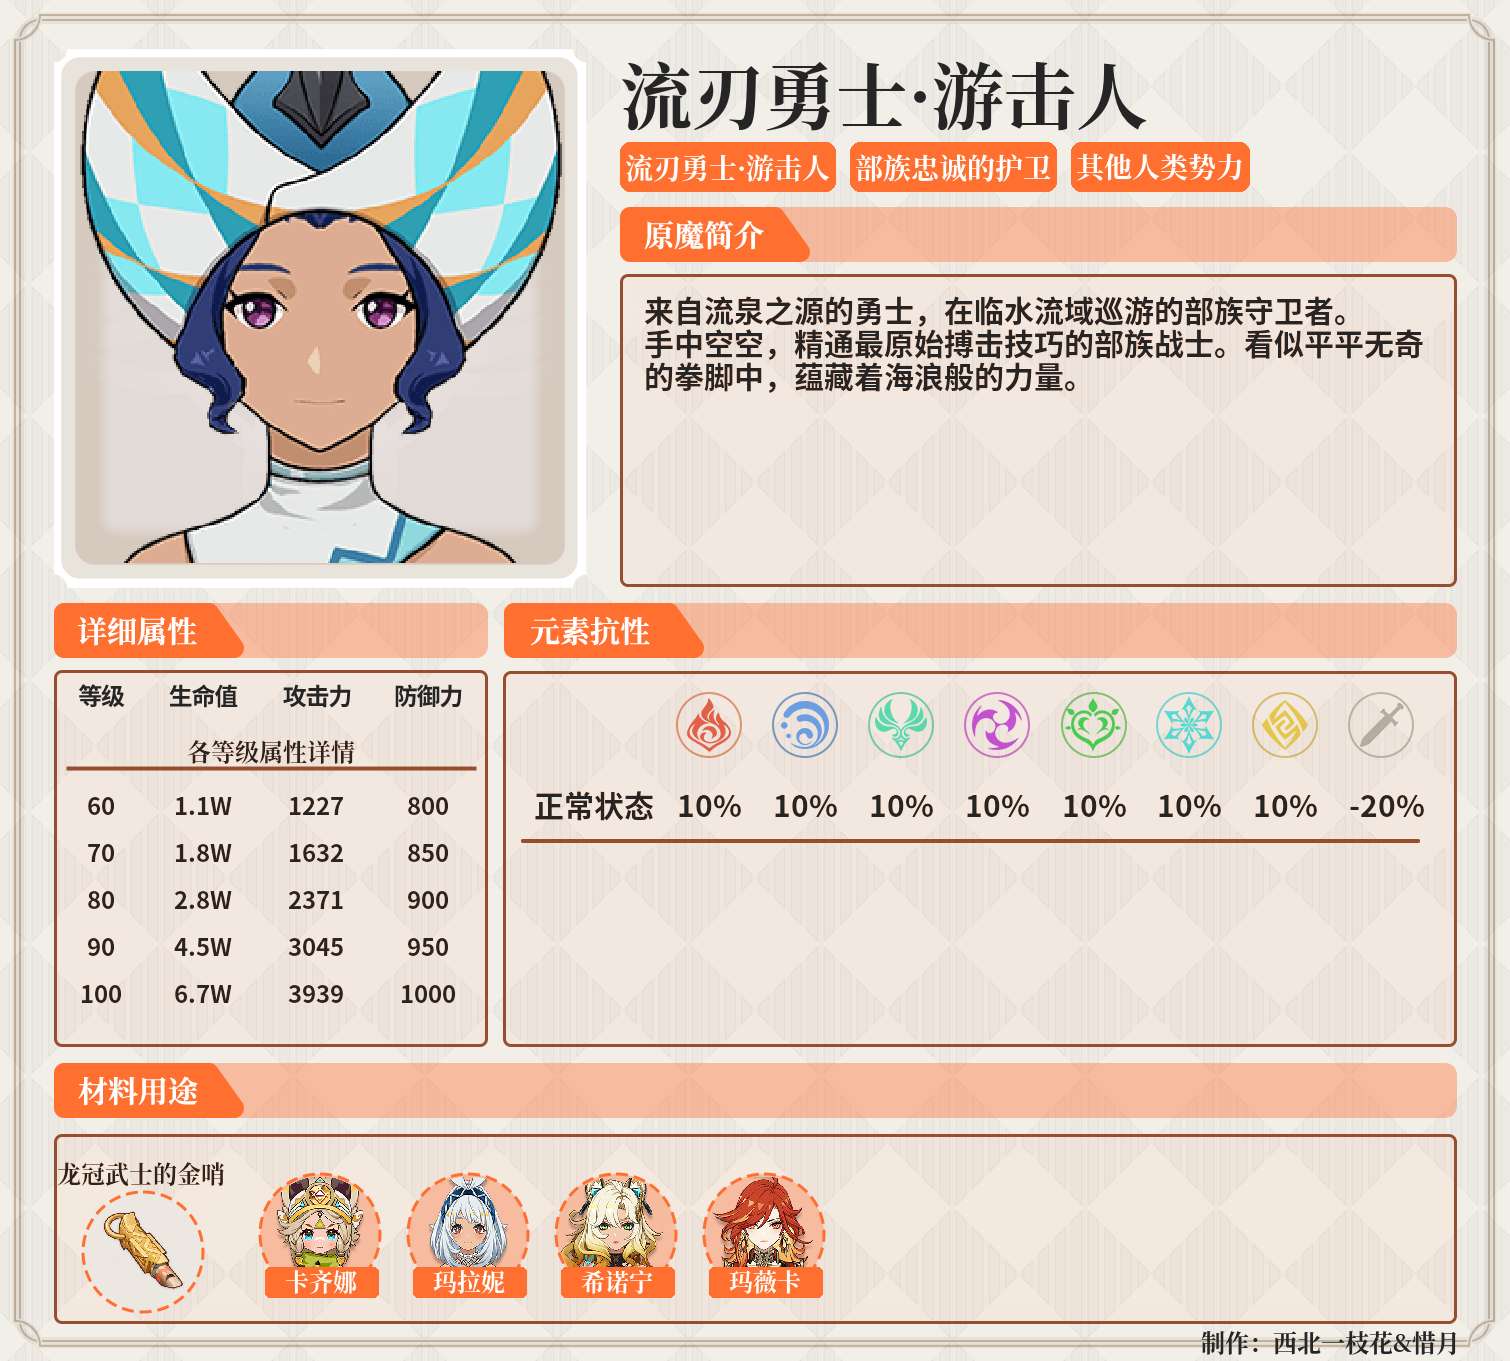 流刃勇士·游击人
流刃勇士·游击人 部族忠诚的护卫 其他人类势力
原魔简介
来自流泉之源的勇士，在临水流域巡游的部族守卫者。
手中空空，精通最原始搏击技巧的部族战士。看似平平无奇
的拳脚中，蕴藏着海浪般的力量。
详细属性
等级 生命值 攻击力 防御力
各等级属性详情
60 1.1W 1227 800
70 1.8W 1632 850
80 2.8W 2371 900
90 4.5W 3045 950
100 6.7W 3939 1000
元素抗性
正常状态 10% 10% 10% 10% 10% 10% 10% -20%
材料用途
龙冠武士的金哨
卡齐娜 玛拉妮 希诺宁 玛薇卡
制作：西北一枝花&惜月